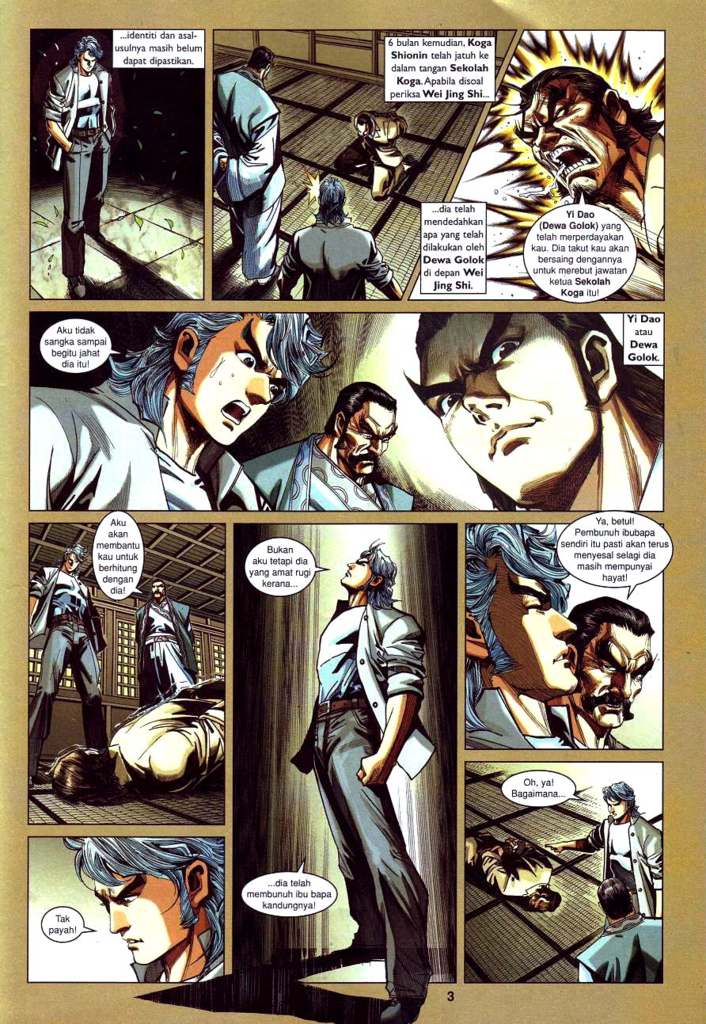 ...identiti dan asal-
usulnya masih belum
dapat dipastikan.
6 bulan kemudian, Koga
Shionin telah jatuh ke
dalam tangan Sekolah
Koga. Apabila disoal
periksa Wei Jing Shi...
...dia telah
mendedahkan
apa yang telah
dilakukan oleh
Dewa Golok
di depan Wei
Jing Shi.
Yi Dao
(Dewa Golok) yang
telah merperdayakan
kau. Dia takut kau akan
bersaing dengannya
untuk merebut jawatan
ketua Sekolah
Koga itu!
Aku tidak
sangka sampai
begitu jahat
dia itu!
Yi Dao
atau
Dewa
Golok.
Aku
akan
membantu
kau untuk
berhitung
dengan
dia!
Tak
payah!
Bukan
aku tetapi dia
yang amat rugi
kerana...
...dia telah
membunuh ibu bapa
kandungnya!
Ya, betul!
Pembunuh ibubapa
sendiri itu pasti akan terus
menyesal selagi dia
masih mempunyai
hayat!
Oh, ya!
Bagaimana...
3